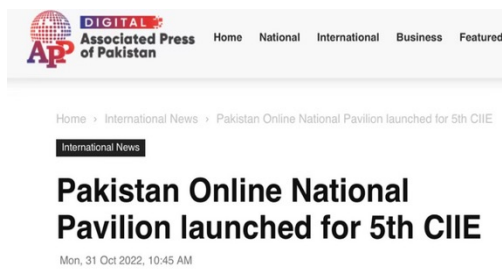 DIGITAL
Associated Press
of Pakistan
APP
Home National International Business Featured
Home › International News › Pakistan Online National Pavilion launched for 5th CIIE
International News
Pakistan Online National
Pavilion launched for 5th CIIE
Mon, 31 Oct 2022, 10:45 AM